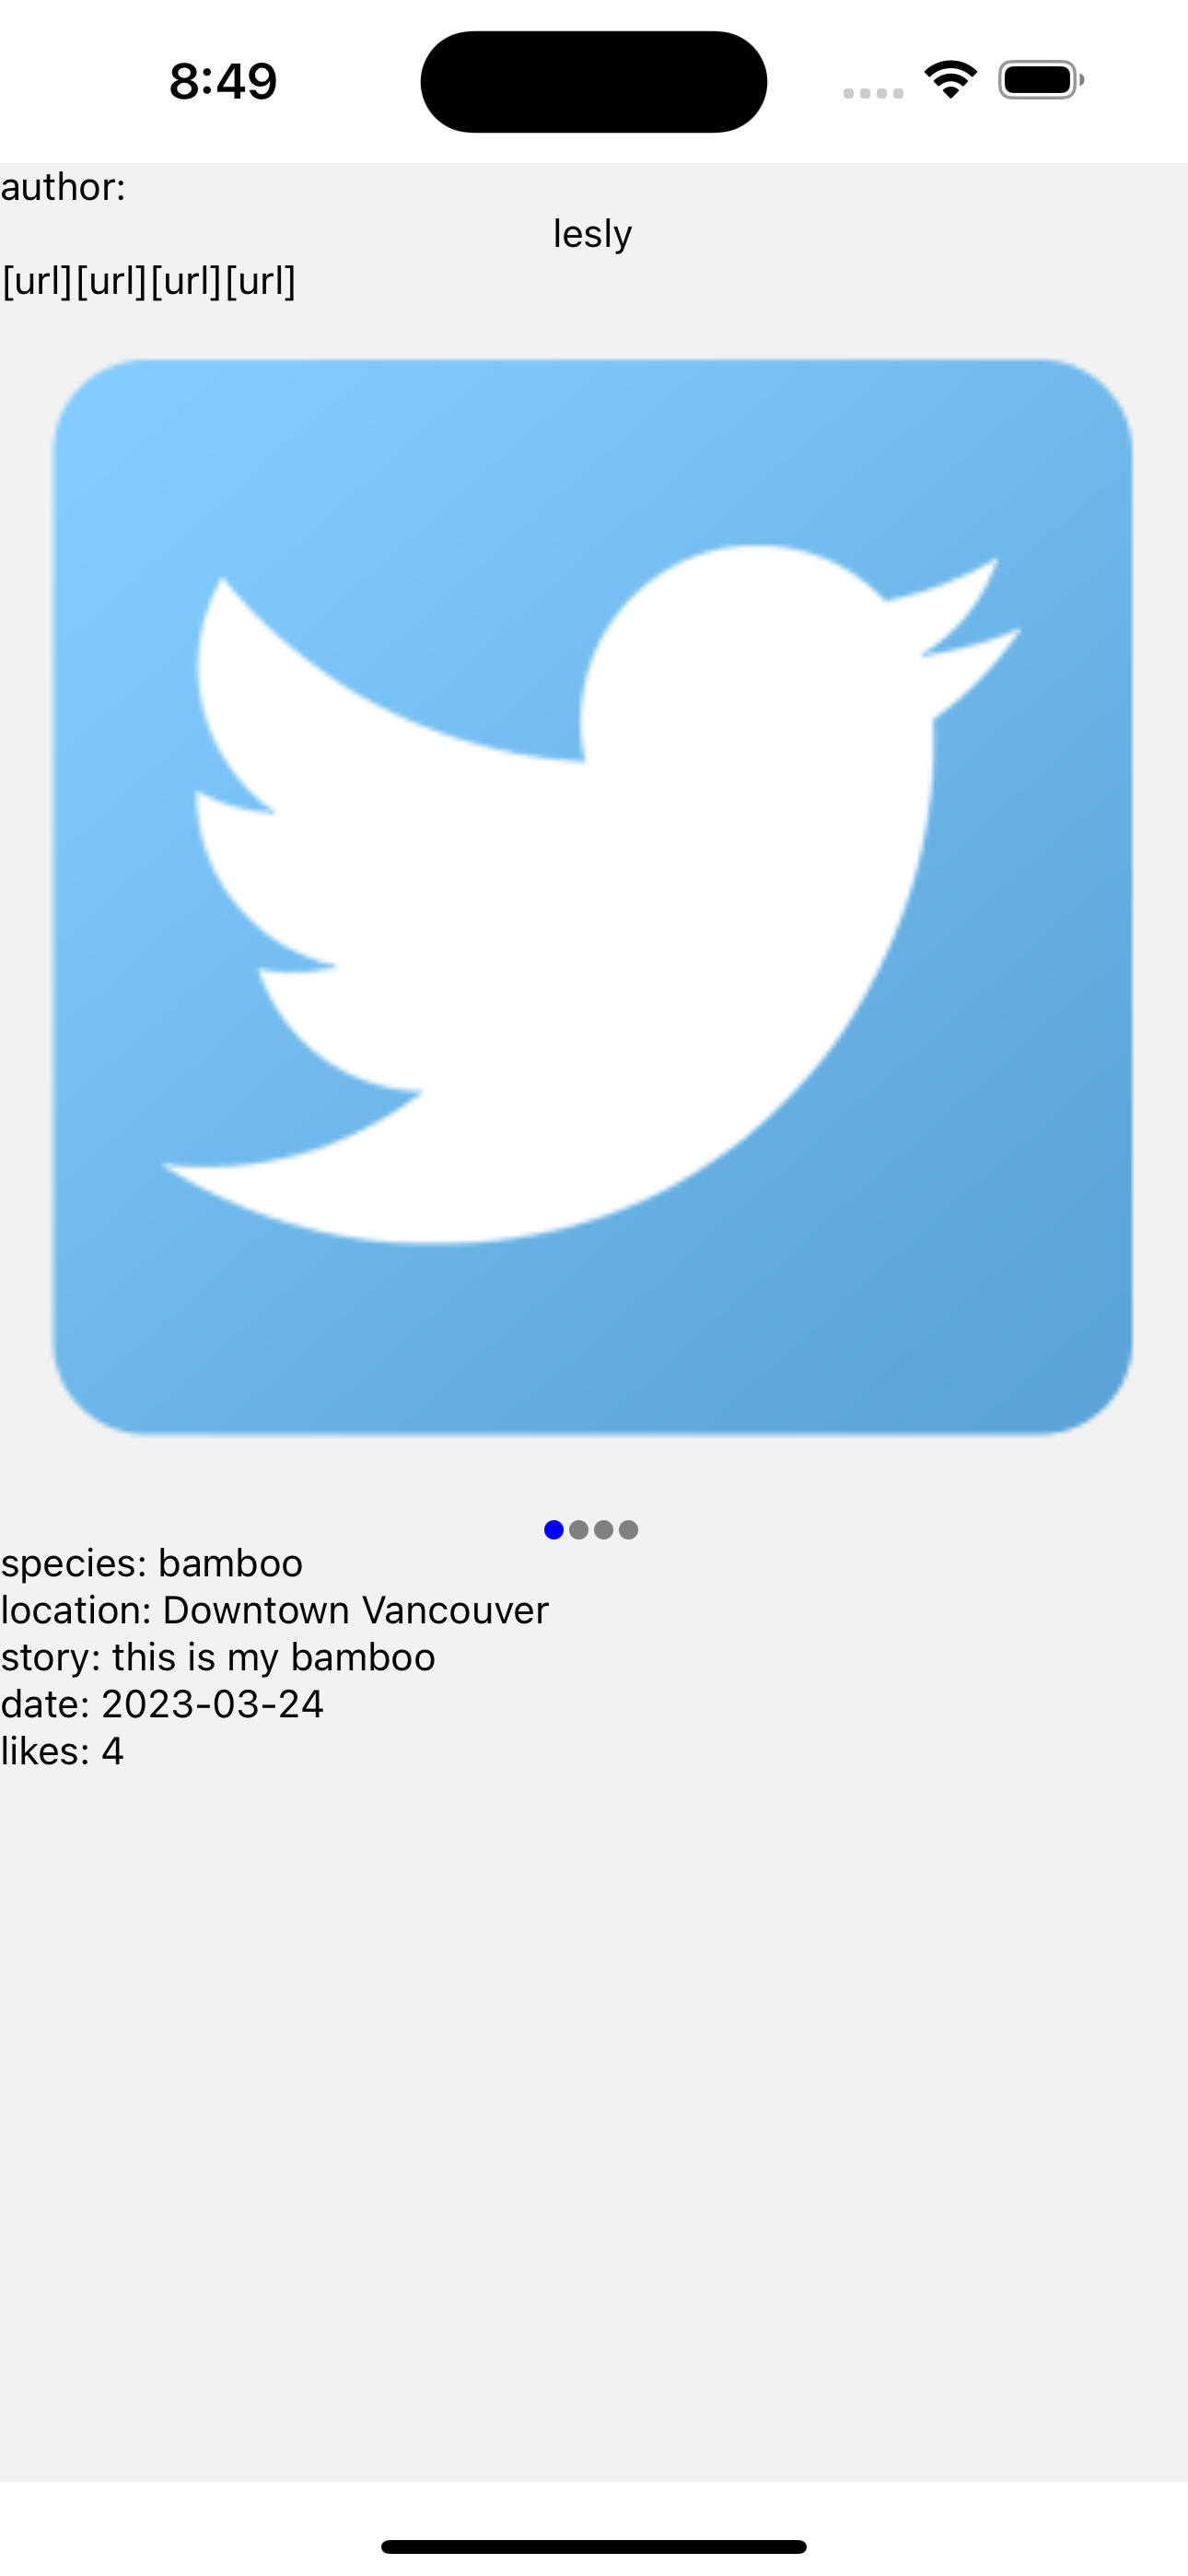 8:49
author:
lesly
[url][url][url][url]
species: bamboo
location: Downtown Vancouver
story: this is my bamboo
date: 2023-03-24
likes: 4